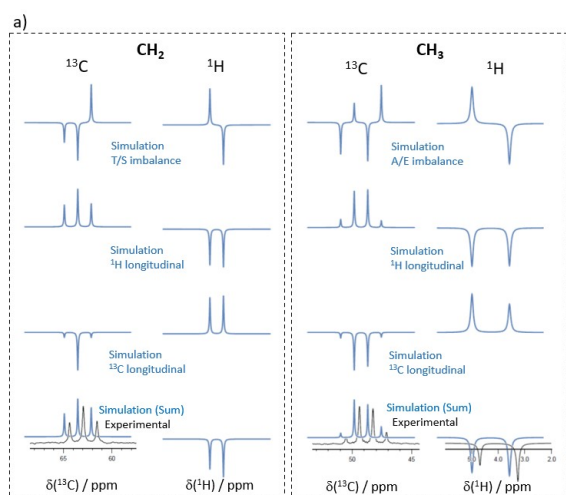 a)
CH2
13C
1H
Simulation
T/S imbalance
Simulation
1H longitudinal
Simulation
13C longitudinal
Simulation (Sum)
Experimental
65
60
δ(13C) / ppm
δ(1H) / ppm
CH3
13C
1H
Simulation
A/E imbalance
Simulation
1H longitudinal
Simulation
13C longitudinal
Simulation (Sum)
Experimental
50
45
5.0
3.0
2.0
δ(13C) / ppm
δ(1H) / ppm